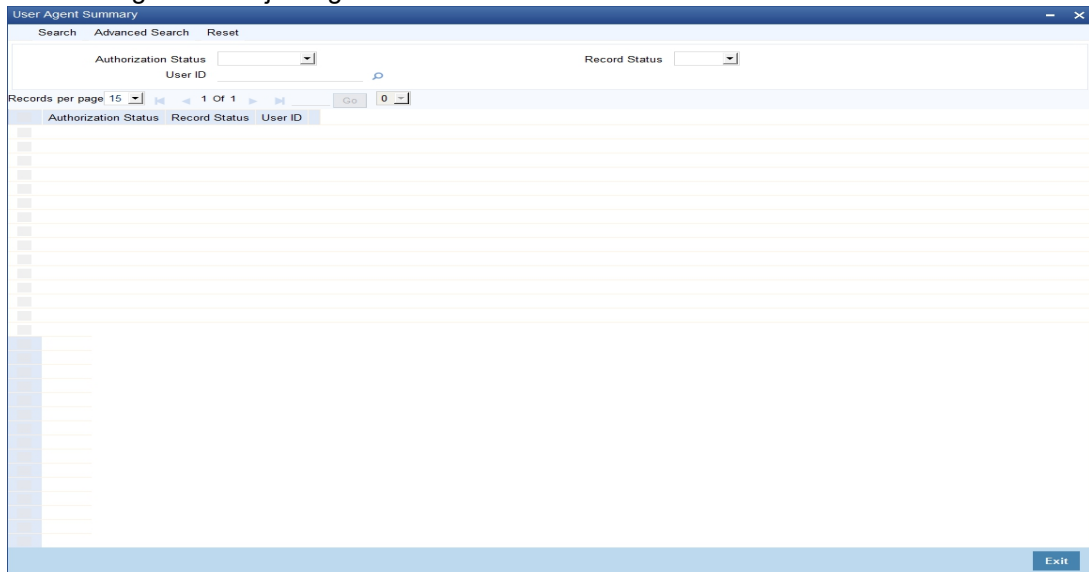 User Agent Summary
Search Advanced Search Reset
Authorization Status Record Status
User ID
Records per page 15 1 Of 1 Go 0
Authorization Status Record Status User ID
Exit